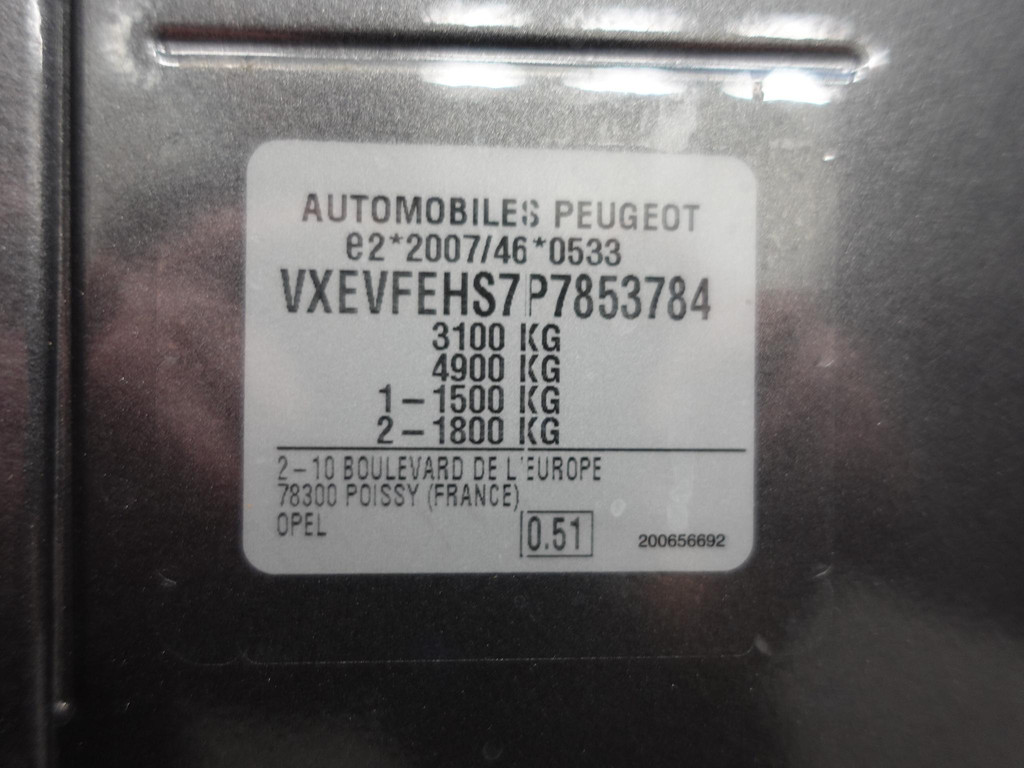 AUTOMOBILES PEUGEOT
e2*2007/46*0533
VXEVFEHS7P7853784
3100 KG
4900 KG
1-1500 KG
2-1800 KG
2-10 BOULEVARD DE L'EUROPE
78300 POISSY (FRANCE)
OPEL 0.51 200656692